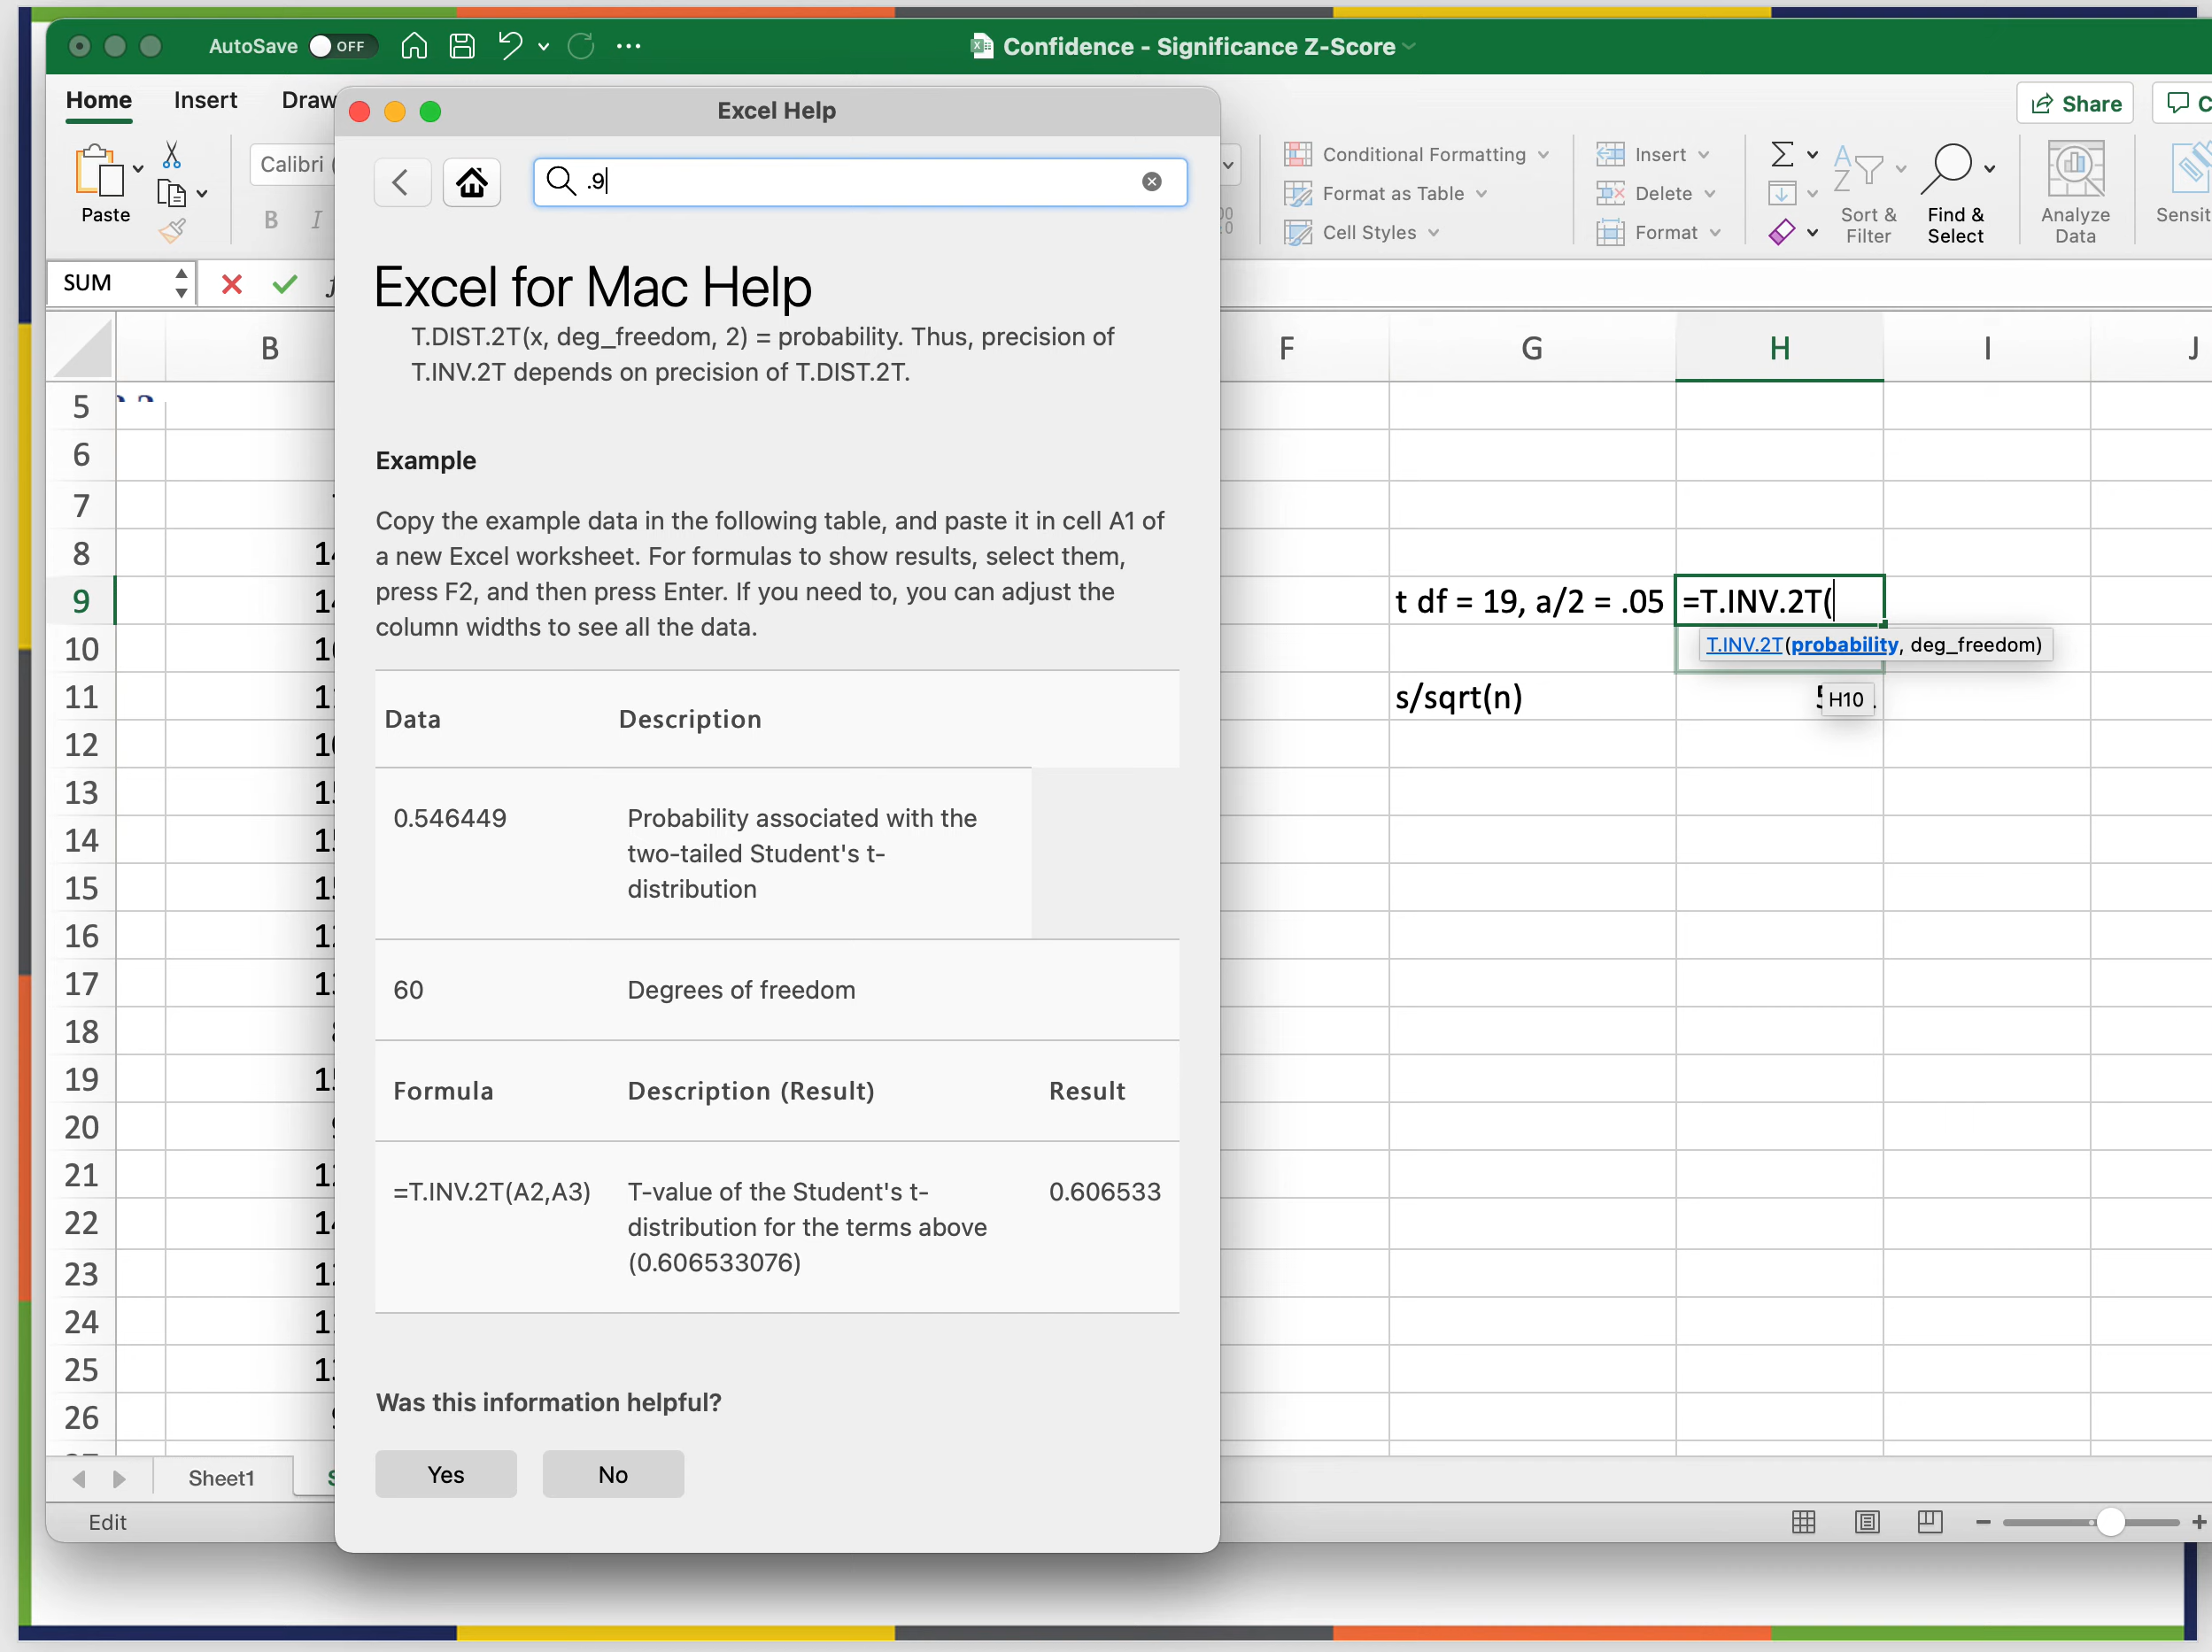 AutoSave OFF
Confidence - Significance Z-Score
Home Insert Draw
Share
Excel Help
Paste
Calibri
B I
.9
Conditional Formatting
Format as Table
Cell Styles
Insert
Delete
Format
Sort &
Filter
Find &
Select
Analyze
Data
SUM
Excel for Mac Help
T.DIST.2T(x, deg_freedom, 2) = probability. Thus, precision of
T.INV.2T depends on precision of T.DIST.2T.
B F G H I J
5
6
7
8
9
10
11
12
13
14
15
16
17
18
19
20
21
22
23
24
25
26
Example
Copy the example data in the following table, and paste it in cell A1 of
a new Excel worksheet. For formulas to show results, select them,
press F2, and then press Enter. If you need to, you can adjust the
column widths to see all the data.
Data Description
0.546449 Probability associated with the
two-tailed Student's t-
distribution
60 Degrees of freedom
Formula Description (Result) Result
=T.INV.2T(A2,A3) T-value of the Student's t- 0.606533
distribution for the terms above
(0.606533076)
Was this information helpful?
Yes No
t df = 19, a/2 = .05 =T.INV.2T(
T.INV.2T(probability, deg_freedom)
s/sqrt(n) H10
Sheet1
Edit